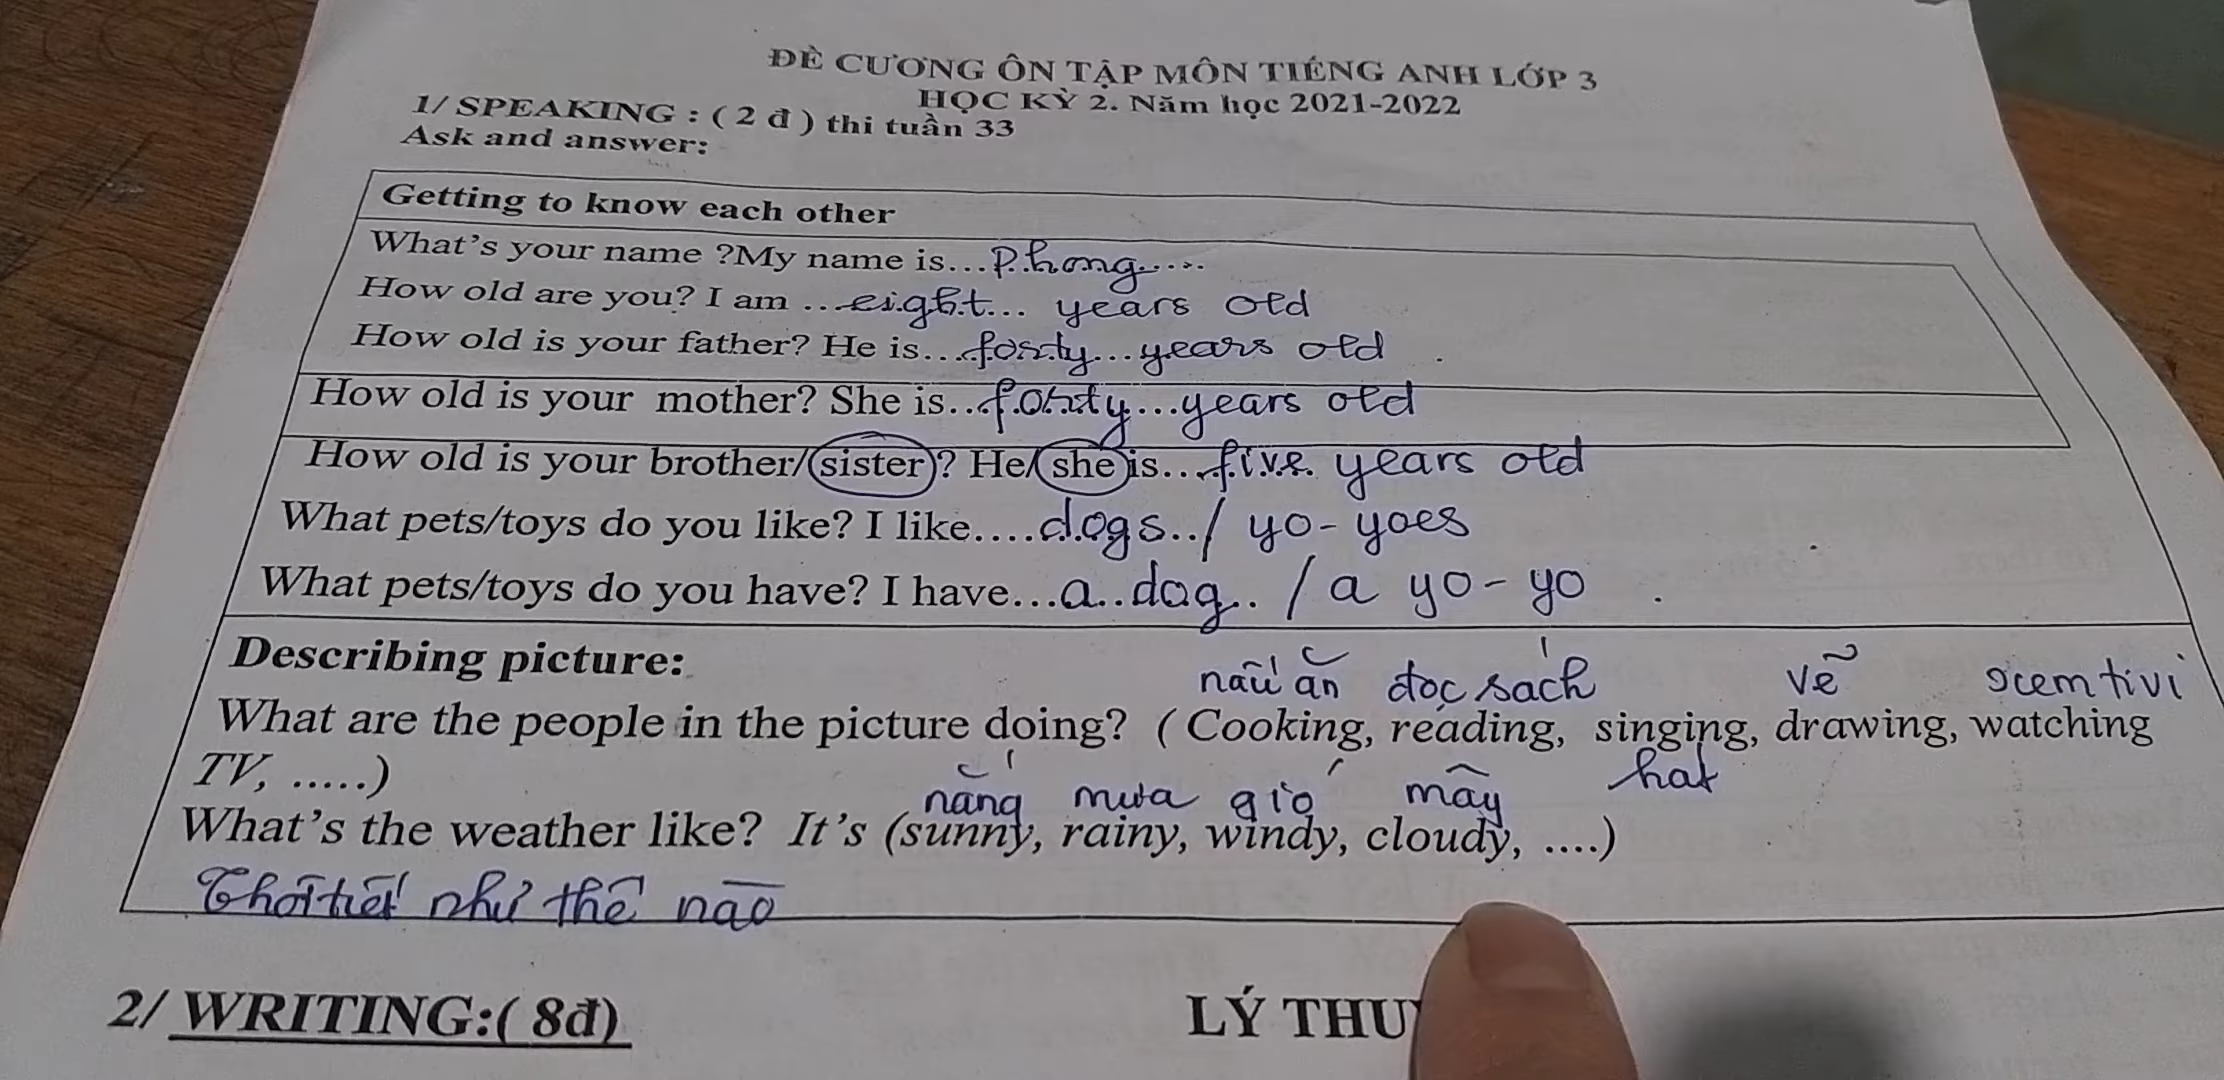 ĐỀ CƯƠNG ÔN TẬP MÔN TIẾNG ANH LỚP 3
HỌC KỲ 2. Năm học 2021-2022
1/ SPEAKING : ( 2 đ ) thi tuần 33
Ask and answer:
Getting to know each other
What's your name ?My name is...Phong.....
How old are you? I am ...eight... years old
How old is your father? He is...forty...years old
How old is your mother? She is...forty...years old
How old is your brother/sister? He/she is...five years old
What pets/toys do you like? I like....dogs../ yo-yoes
What pets/toys do you have? I have...a..dog.. / a yo-yo
Describing picture:
nấu ăn đọc sách vẽ xem tivi
What are the people in the picture doing? ( Cooking, reading, singing, drawing, watching
TV, .....)
hát
nắng mưa gió mây
What's the weather like? It's (sunny, rainy, windy, cloudy, ....)
Thời tiết như thế nào
2/ WRITING:( 8đ)
LÝ THU